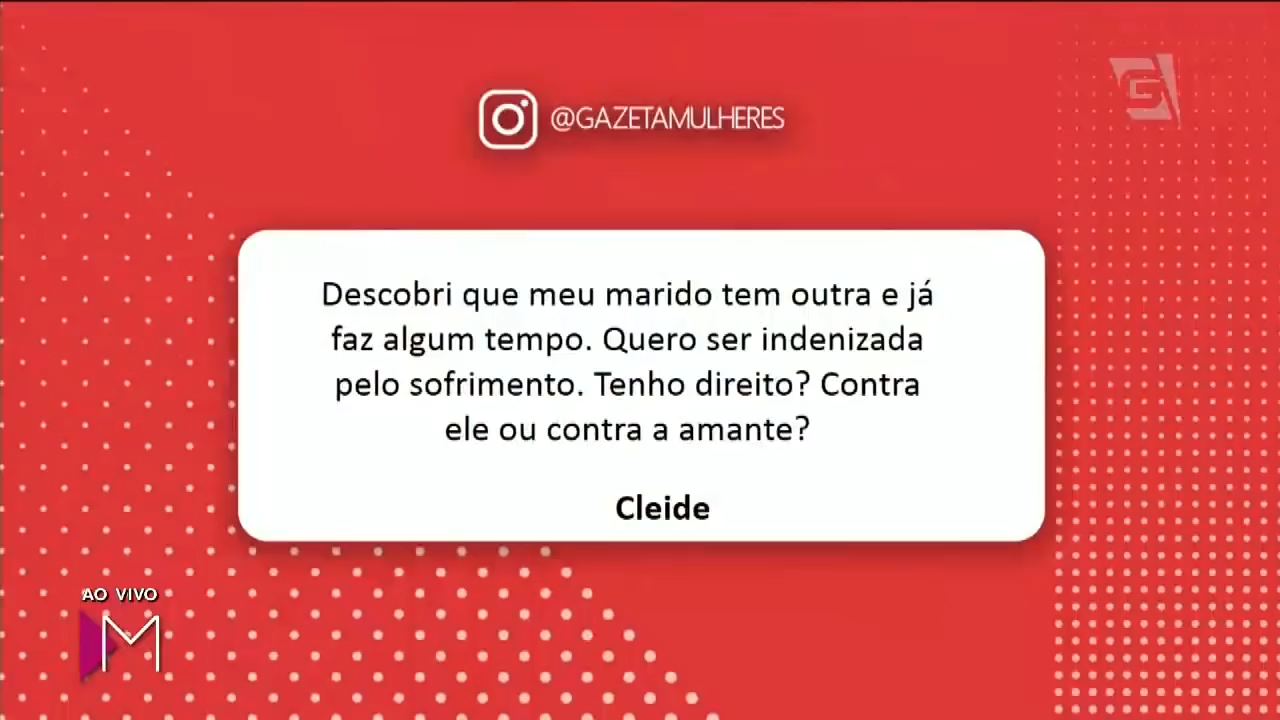 @GAZETAMULHERES
Descobri que meu marido tem outra e já
faz algum tempo. Quero ser indenizada
pelo sofrimento. Tenho direito? Contra
ele ou contra a amante?
Cleide
AO VIVO
M